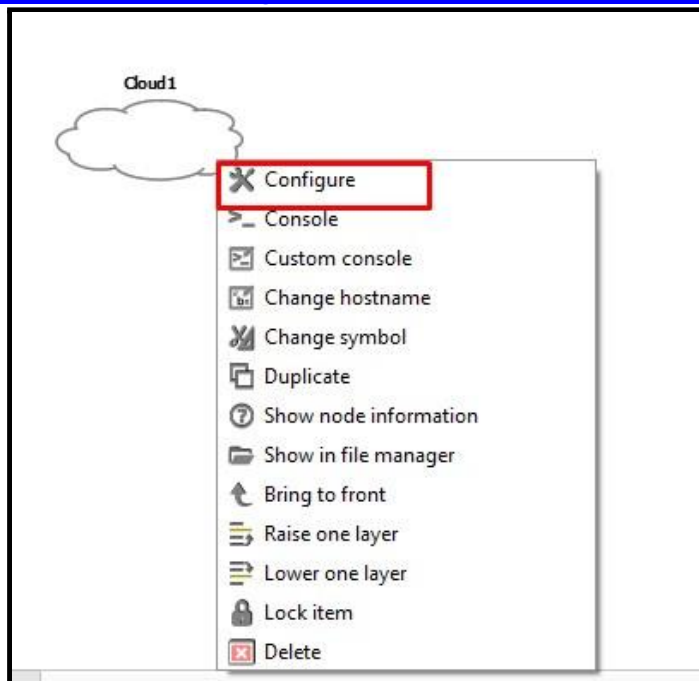 Cloud1
Configure
Console
Custom console
Change hostname
Change symbol
Duplicate
Show node information
Show in file manager
Bring to front
Raise one layer
Lower one layer
Lock item
Delete